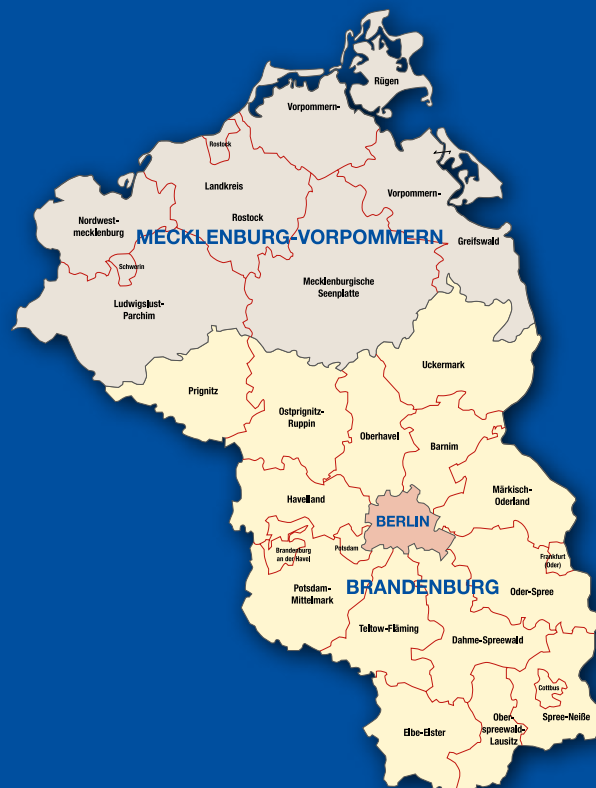 Rügen
Vorpommern-
Rostock
Landkreis
Rostock
Vorpommern-
Greifswald
Nordwest-
mecklenburg
MECKLENBURG-VORPOMMERN
Schwerin
Mecklenburgische
Seenplatte
Ludwigslust-
Parchim
Uckermark
Prignitz
Ostprignitz-
Ruppin
Oberhavel
Barnim
Havelland
Märkisch-
Oderland
BERLIN
Brandenburg
an der Havel
Potsdam
Frankfurt
(Oder)
Potsdam-
Mittelmark
BRANDENBURG
Oder-Spree
Teltow-Fläming
Dahme-Spreewald
Cottbus
Elbe-Elster
Ober-
spreewald-
Lausitz
Spree-Neiße